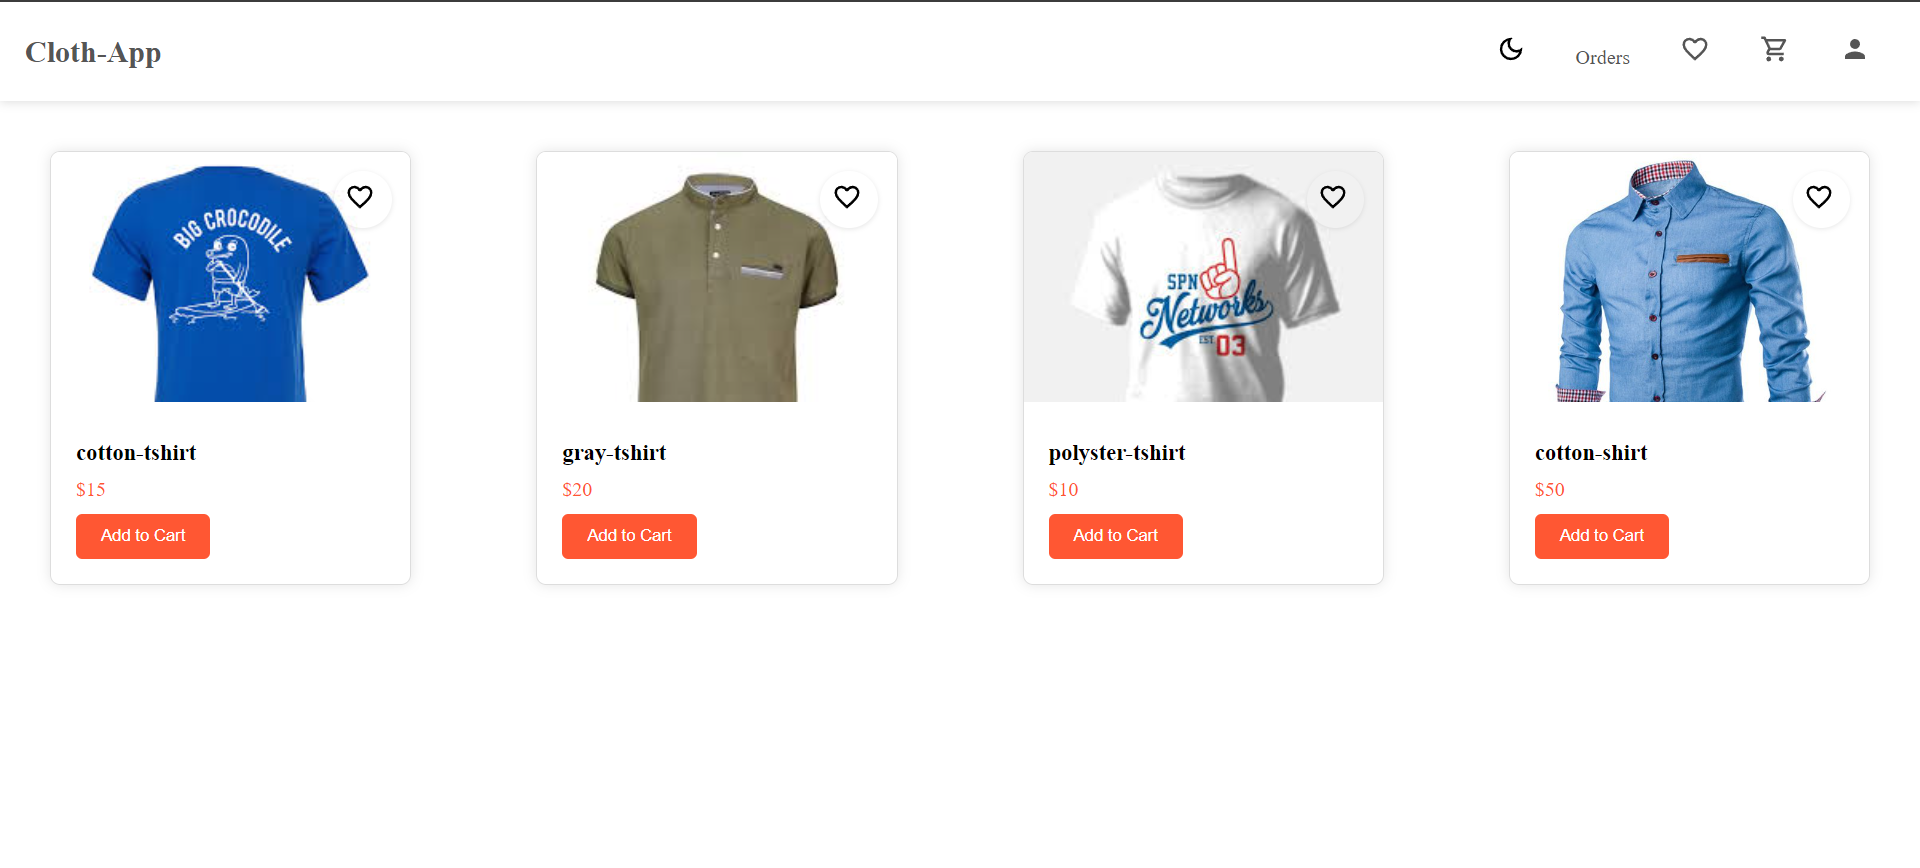 Cloth-App
Orders
BIG CROCODILE
SPN
Networks
EST.
03
cotton-tshirt
$15
Add to Cart
gray-tshirt
$20
Add to Cart
polyster-tshirt
$10
Add to Cart
cotton-shirt
$50
Add to Cart